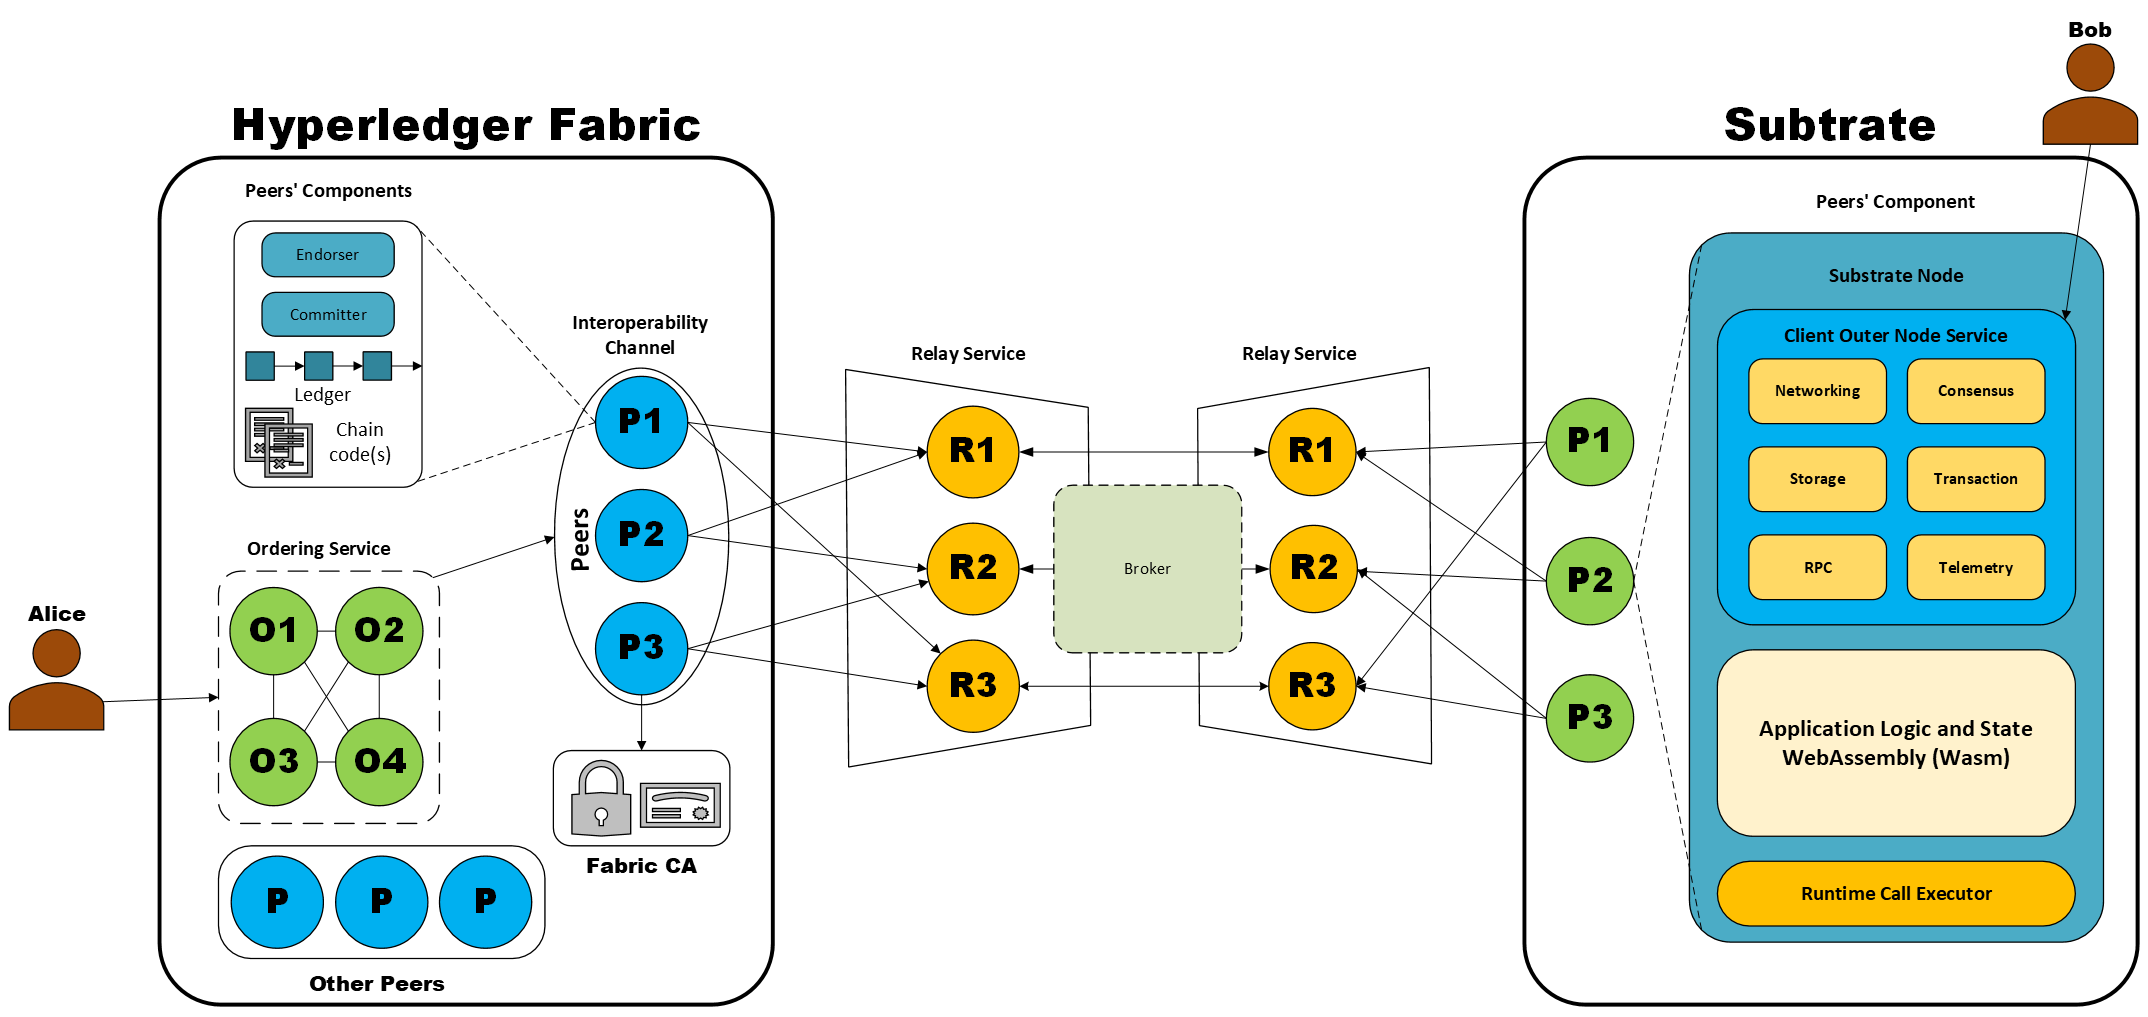 Bob
Hyperledger Fabric
Subtrate
Peers' Components
Endorser
Committer
Ledger
Chain
code(s)
Interoperability
Channel
Peers
P1
P2
P3
Ordering Service
O1
O2
O3
O4
Alice
Fabric CA
P
P
P
Other Peers
Relay Service
R1
R2
R3
Broker
Relay Service
R1
R2
R3
P1
P2
P3
Peers' Component
Substrate Node
Client Outer Node Service
Networking
Consensus
Storage
Transaction
RPC
Telemetry
Application Logic and State
WebAssembly (Wasm)
Runtime Call Executor